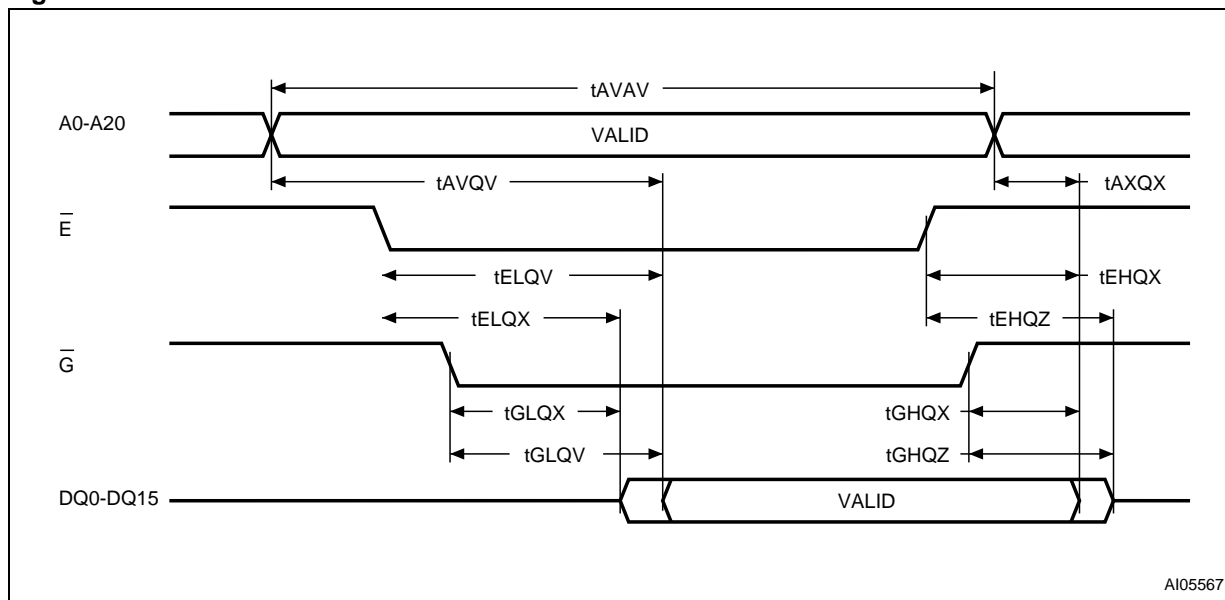 tAVAV
A0-A20
VALID
tAVQV
tAXQX
E
tELQV
tEHQX
tELQX
tEHQZ
G
tGLQX
tGHQX
tGLQV
tGHQZ
DQ0-DQ15
VALID
AI05567